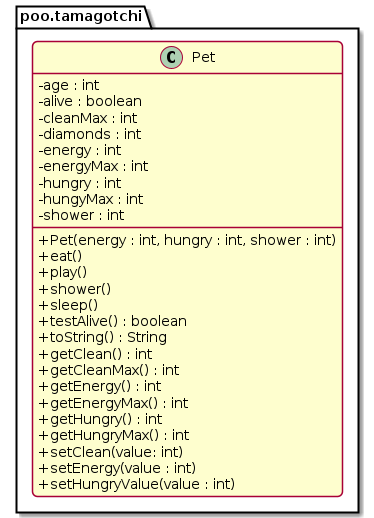 poo.tamagotchi
C Pet
-age : int
-alive : boolean
-cleanMax : int
-diamonds : int
-energy : int
-energyMax : int
-hungry : int
-hungyMax : int
-shower : int
+Pet(energy : int, hungry : int, shower : int)
+eat()
+play()
+shower()
+sleep()
+testAlive() : boolean
+toString() : String
+getClean() : int
+getCleanMax() : int
+getEnergy() : int
+getEnergyMax() : int
+getHungry() : int
+getHungryMax() : int
+setClean(value: int)
+setEnergy(value : int)
+setHungryValue(value : int)